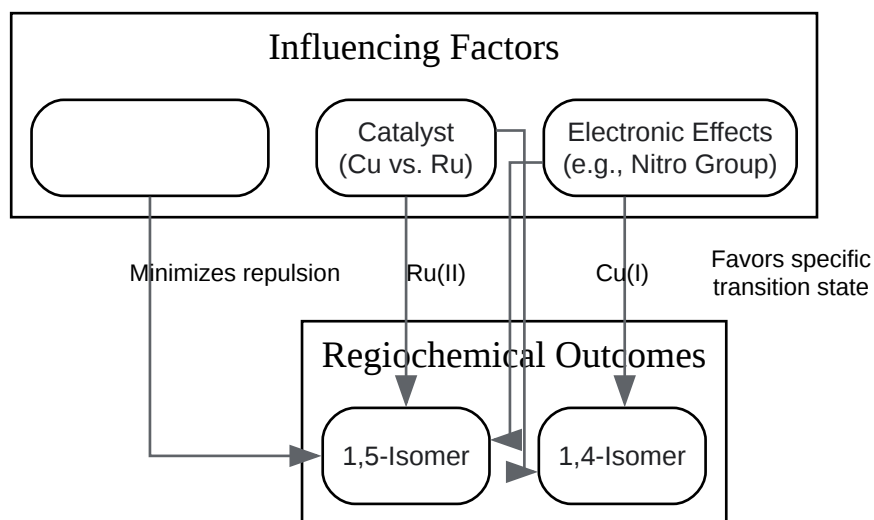 Influencing Factors
Catalyst
(Cu vs. Ru)
Electronic Effects
(e.g., Nitro Group)
Minimizes repulsion
Ru(II)
Cu(I)
Favors specific
transition state
Regiochemical Outcomes
1,5-Isomer
1,4-Isomer